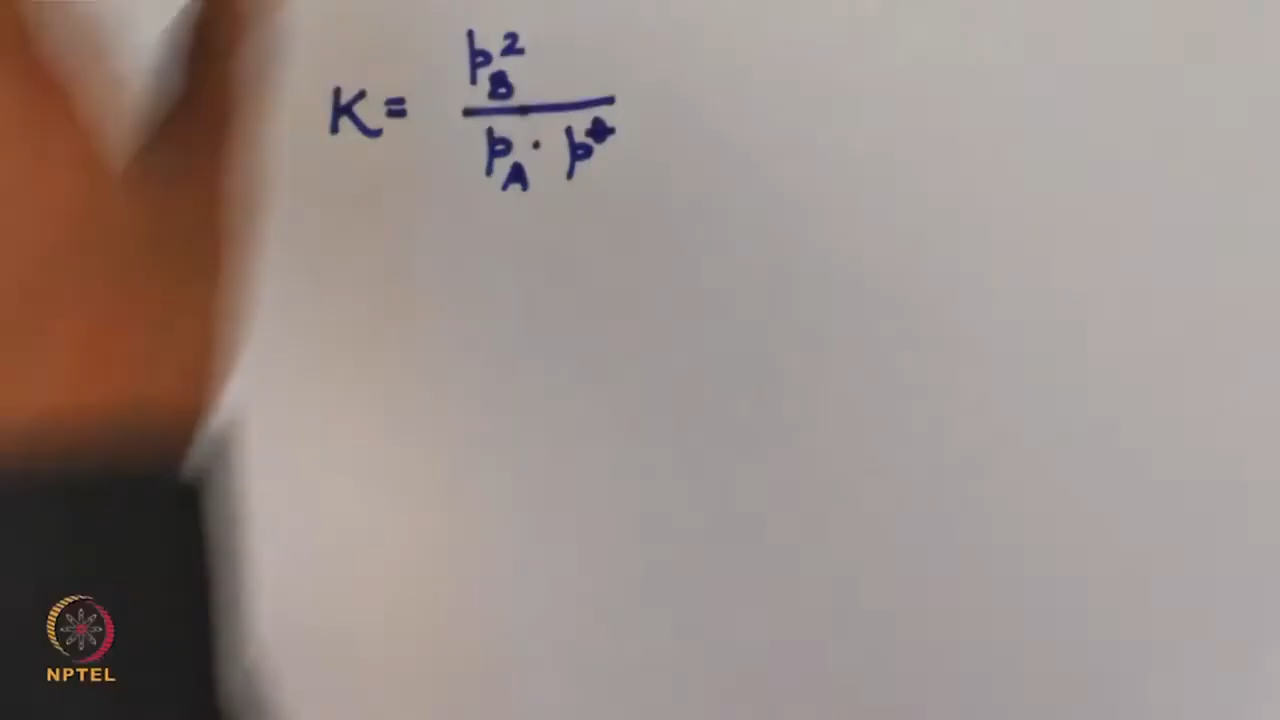 K = p_B^2 / p_A · p^⦵
NPTEL